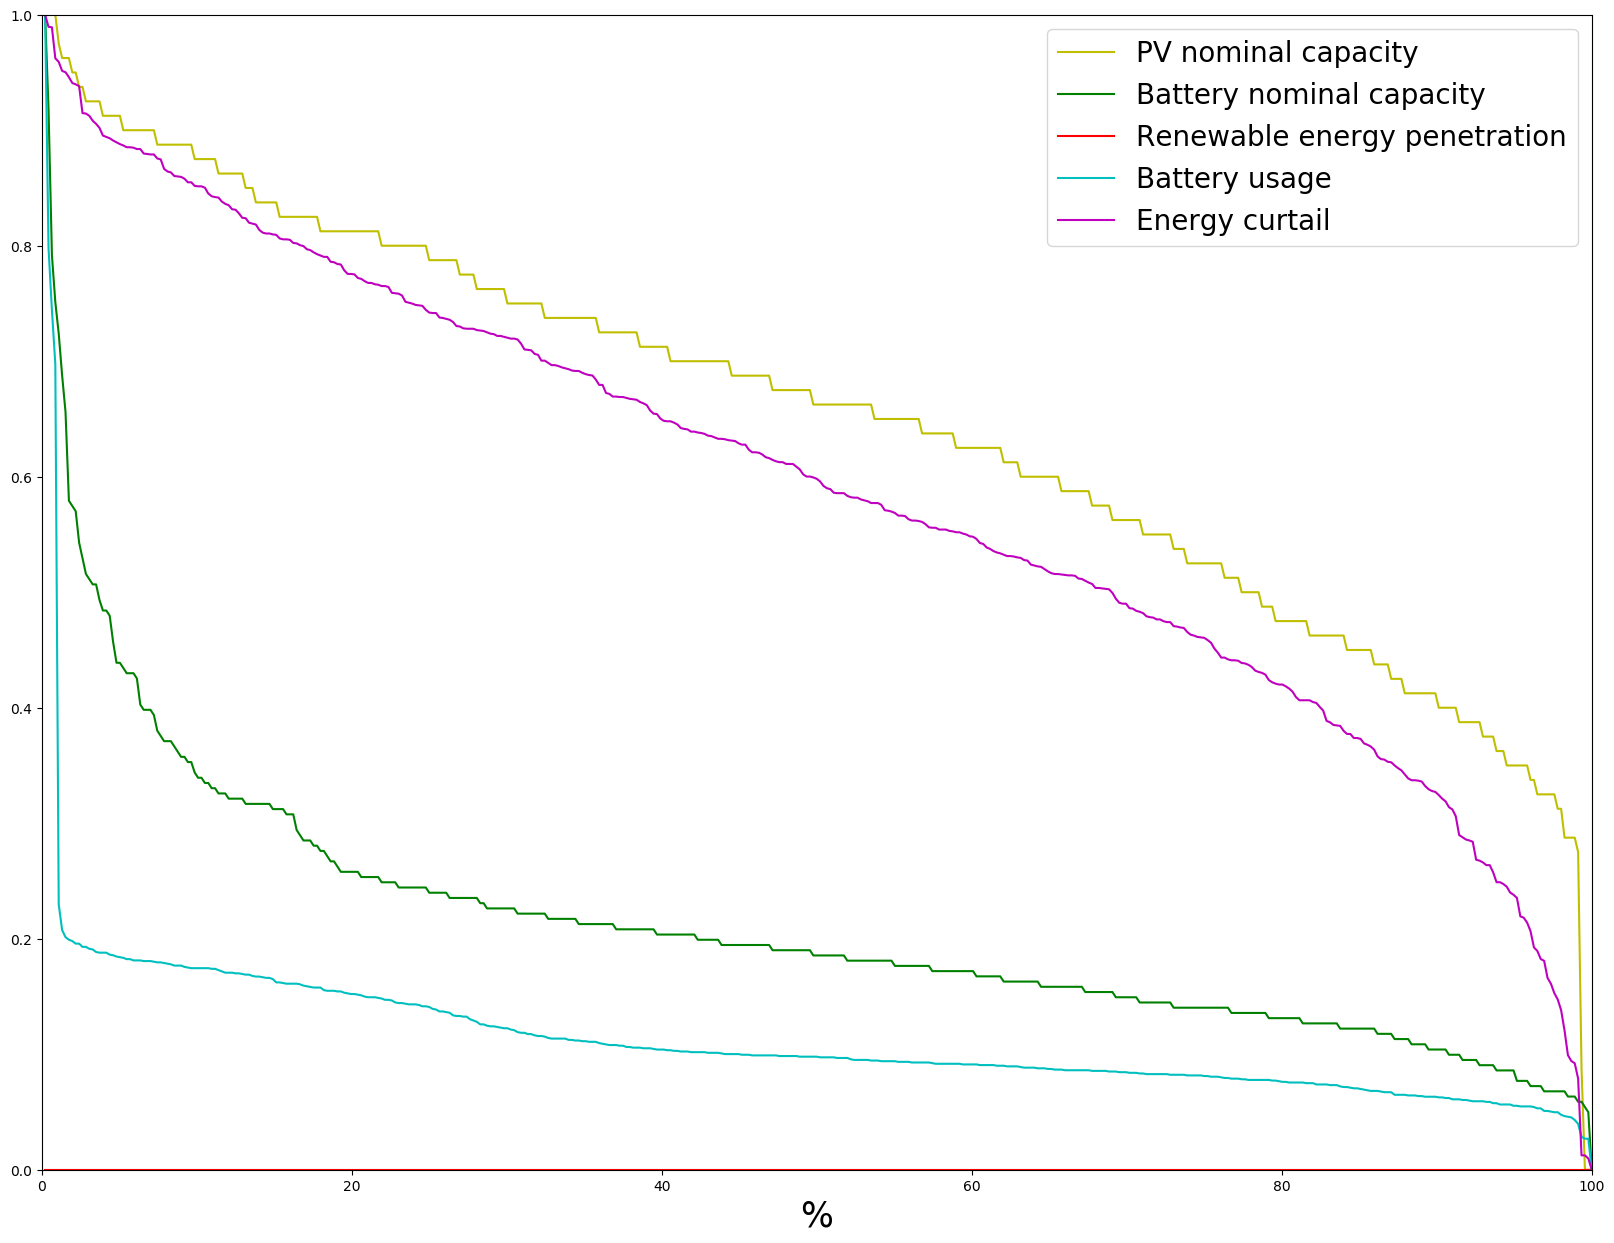 1.0
0.8
0.6
0.4
0.2
0.0
PV nominal capacity
Battery nominal capacity
Renewable energy penetration
Battery usage
Energy curtail
0 20 40 60 80 100
%